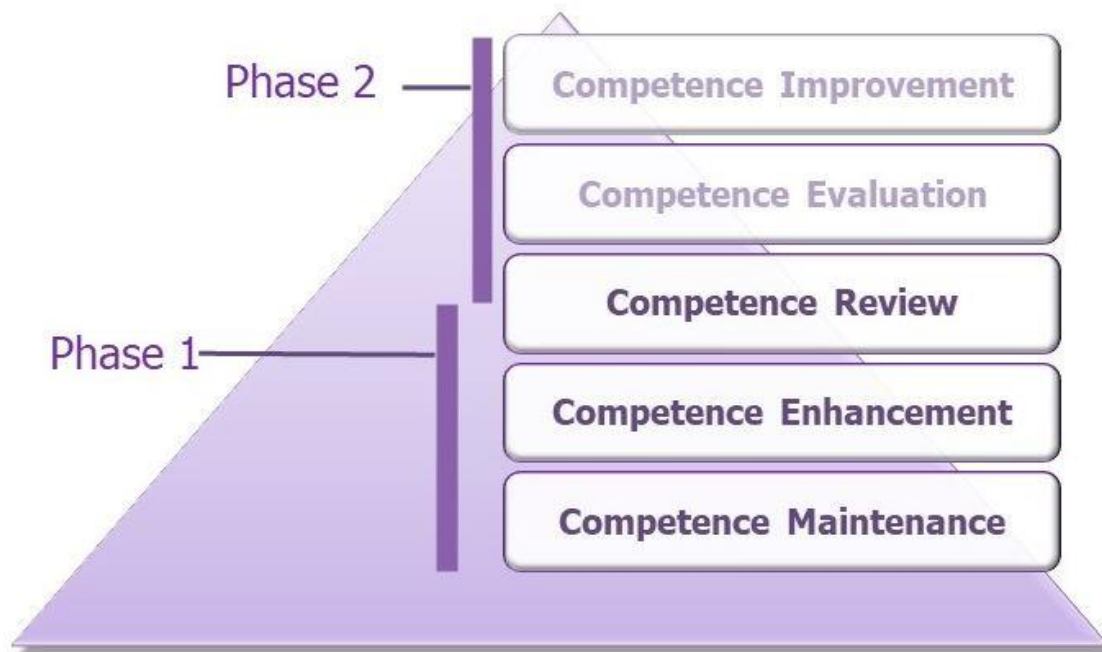 Phase 2
Competence Improvement
Competence Evaluation
Competence Review
Phase 1
Competence Enhancement
Competence Maintenance